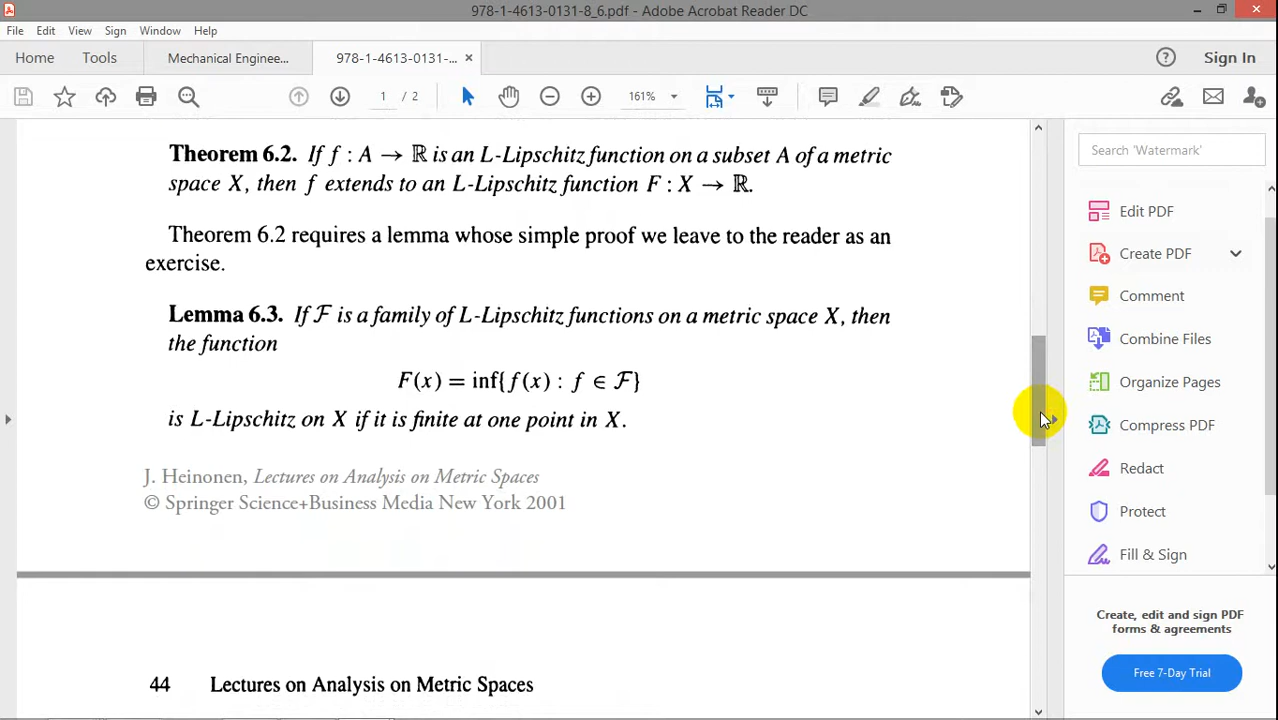 978-1-4613-0131-8_6.pdf - Adobe Acrobat Reader DC
File Edit View Sign Window Help
Home Tools Mechanical Enginee... 978-1-4613-0131-... × Sign In
1 / 2 161%
Theorem 6.2. If f : A → ℝ is an L-Lipschitz function on a subset A of a metric
space X, then f extends to an L-Lipschitz function F : X → ℝ.
Theorem 6.2 requires a lemma whose simple proof we leave to the reader as an
exercise.
Lemma 6.3. If ℱ is a family of L-Lipschitz functions on a metric space X, then
the function
F(x) = inf{f(x) : f ∈ ℱ}
is L-Lipschitz on X if it is finite at one point in X.
J. Heinonen, Lectures on Analysis on Metric Spaces
© Springer Science+Business Media New York 2001
44 Lectures on Analysis on Metric Spaces
Search 'Watermark'
Edit PDF
Create PDF
Comment
Combine Files
Organize Pages
Compress PDF
Redact
Protect
Fill & Sign
Create, edit and sign PDF
forms & agreements
Free 7-Day Trial